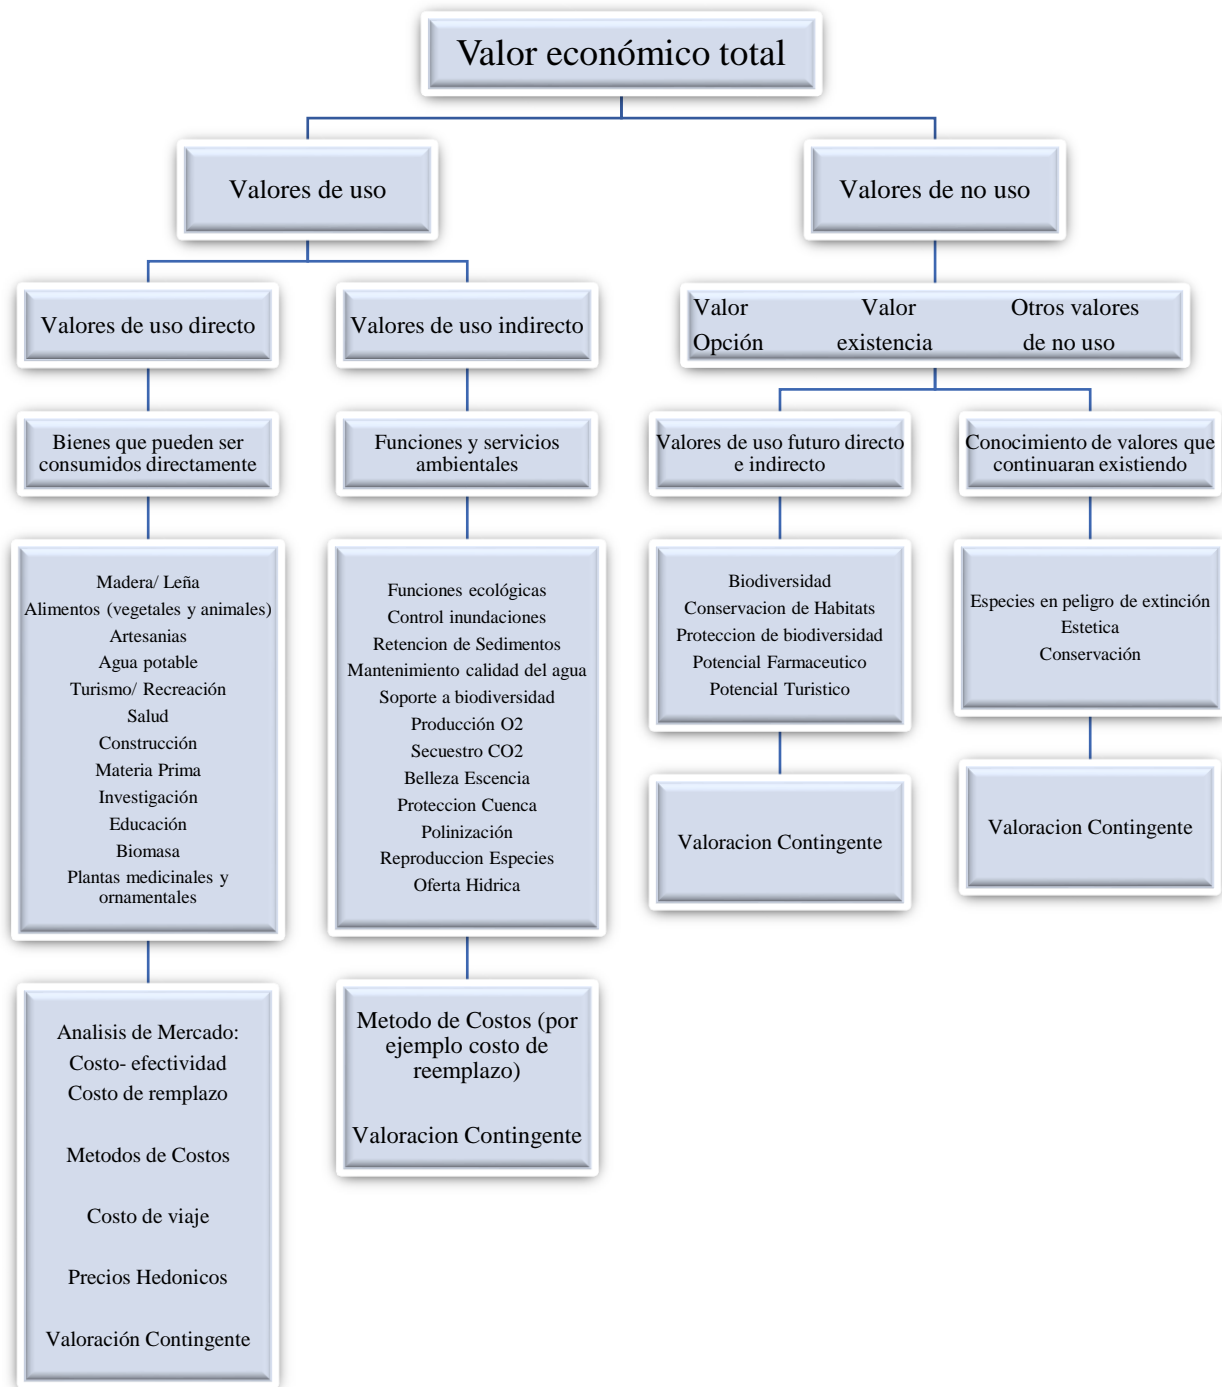 Valor económico total
Valores de uso
Valores de no uso
Valores de uso directo
Valores de uso indirecto
Valor Valor Otros valores
Opción existencia de no uso
Bienes que pueden ser
consumidos directamente
Funciones y servicios
ambientales
Valores de uso futuro directo
e indirecto
Conocimiento de valores que
continuaran existiendo
Madera/ Leña
Alimentos (vegetales y animales)
Artesanias
Agua potable
Turismo/ Recreación
Salud
Construcción
Materia Prima
Investigación
Educación
Biomasa
Plantas medicinales y
ornamentales
Funciones ecológicas
Control inundaciones
Retencion de Sedimentos
Mantenimiento calidad del agua
Soporte a biodiversidad
Producción O2
Secuestro CO2
Belleza Escencia
Proteccion Cuenca
Polinización
Reproduccion Especies
Oferta Hidrica
Biodiversidad
Conservacion de Habitats
Proteccion de biodiversidad
Potencial Farmaceutico
Potencial Turistico
Especies en peligro de extinción
Estetica
Conservación
Valoracion Contingente
Valoracion Contingente
Analisis de Mercado:
Costo- efectividad
Costo de remplazo
Metodos de Costos
Costo de viaje
Precios Hedonicos
Valoración Contingente
Metodo de Costos (por
ejemplo costo de
reemplazo)
Valoracion Contingente